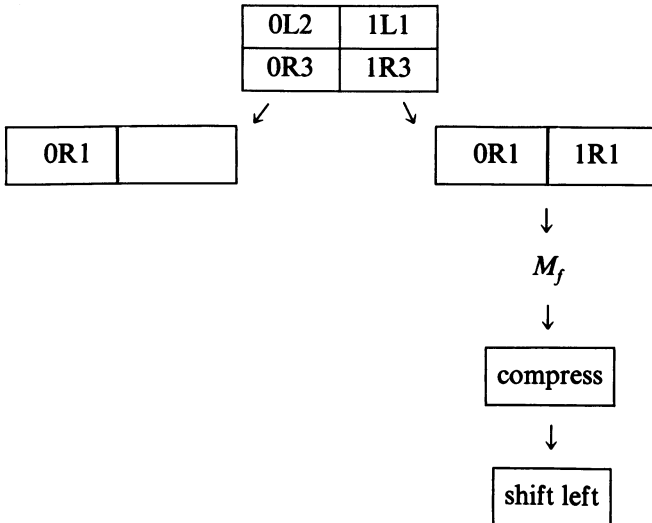 0L2 1L1
0R3 1R3
↙ ↘
0R1 0R1 1R1
↓
M_f
↓
compress
↓
shift left